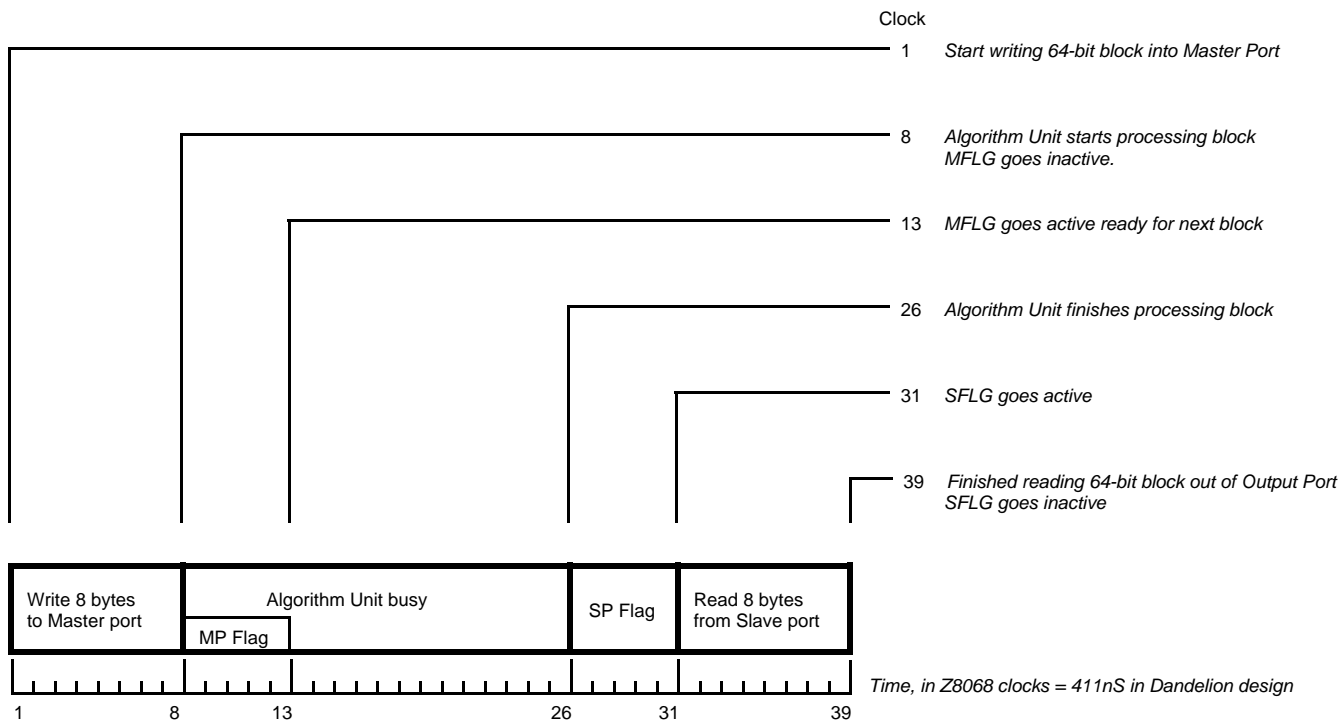 Clock
1 Start writing 64-bit block into Master Port
8 Algorithm Unit starts processing block
MFLG goes inactive.
13 MFLG goes active ready for next block
26 Algorithm Unit finishes processing block
31 SFLG goes active
39 Finished reading 64-bit block out of Output Port
SFLG goes inactive
Write 8 bytes
to Master port
Algorithm Unit busy
MP Flag
SP Flag
Read 8 bytes
from Slave port
Time, in Z8068 clocks = 411nS in Dandelion design
1 8 13 26 31 39